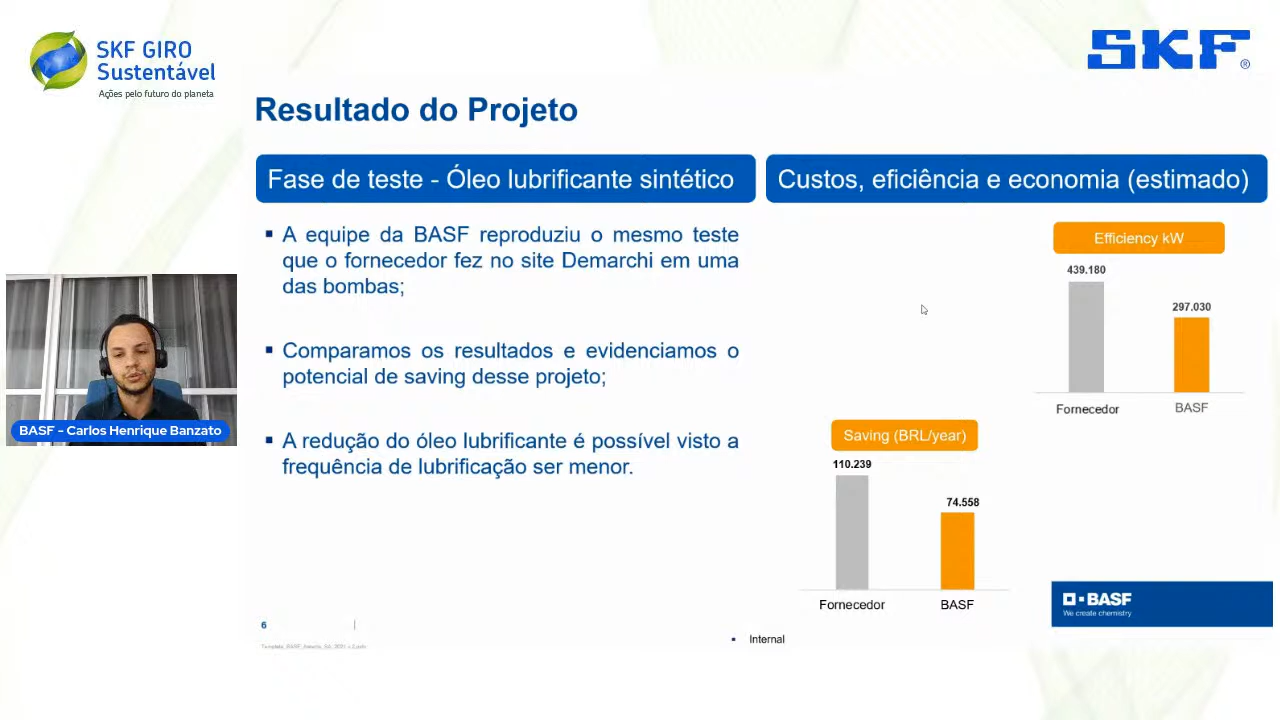 SKF GIRO
Sustentável
Ações pelo futuro do planeta
SKF®
Resultado do Projeto
Fase de teste - Óleo lubrificante sintético
▪ A equipe da BASF reproduziu o mesmo teste
que o fornecedor fez no site Demarchi em uma
das bombas;
▪ Comparamos os resultados e evidenciamos o
potencial de saving desse projeto;
▪ A redução do óleo lubrificante é possível visto a
frequência de lubrificação ser menor.
Custos, eficiência e economia (estimado)
Efficiency kW
439.180
297.030
Fornecedor
BASF
Saving (BRL/year)
110.239
74.558
Fornecedor
BASF
BASF - Carlos Henrique Banzato
BASF
We create chemistry
6
▪ Internal